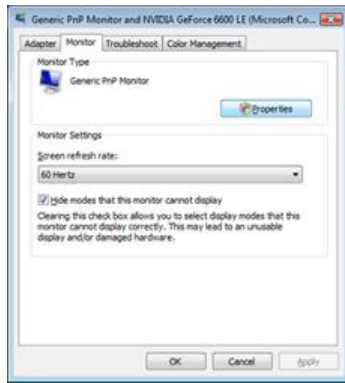 Generic PnP Monitor and NVIDIA GeForce 6600 LE (Microsoft Co...
Adapter Monitor Troubleshoot Color Management
Monitor Type
Generic PnP Monitor
Properties
Monitor Settings
Screen refresh rate:
60 Hertz
Hide modes that this monitor cannot display
Clearing this check box allows you to select display modes that this
monitor cannot display correctly. This may lead to an unusable
display and/or damaged hardware.
OK Cancel Apply